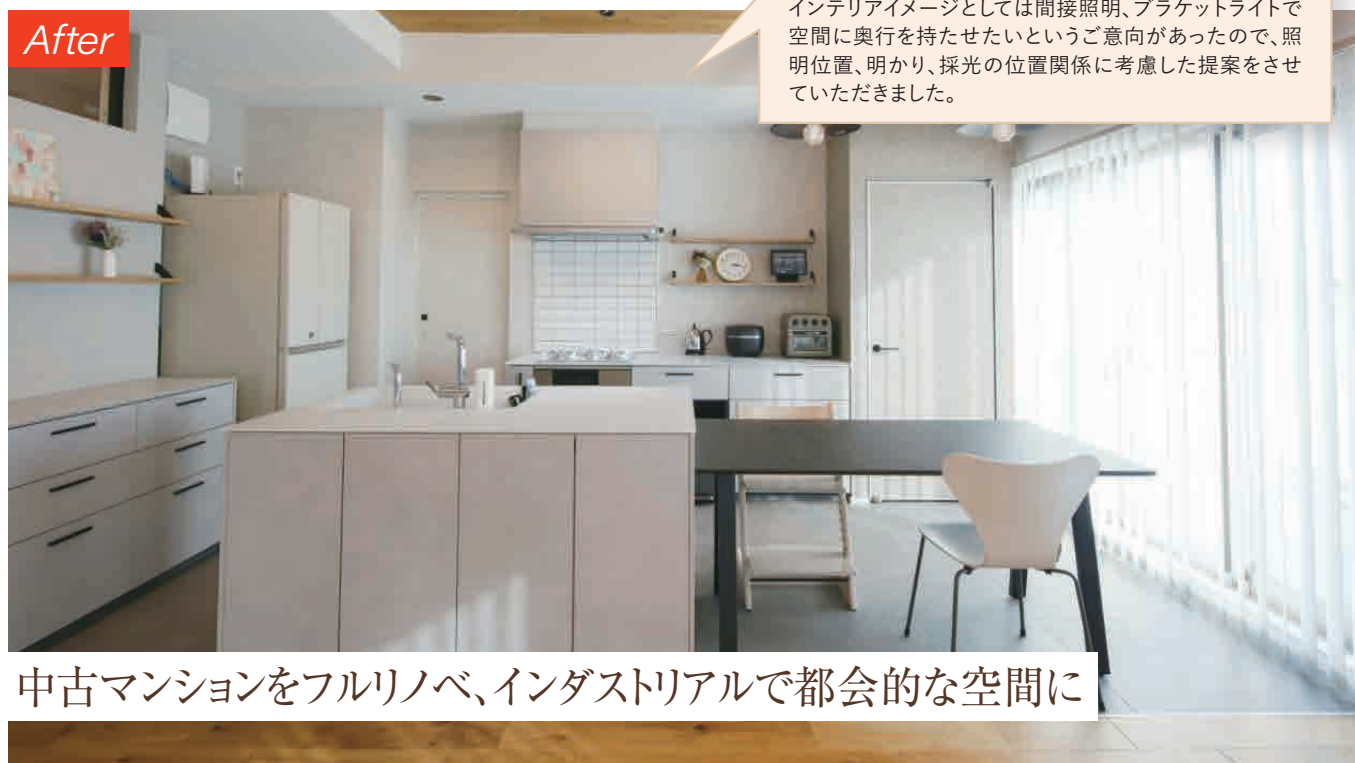 After
インテリアイメージとしては間接照明、ブラケットライトで
空間に奥行を持たせたいというご意向があったので、照
明位置、明かり、採光の位置関係に考慮した提案をさせ
ていただきました。
中古マンションをフルリノベ、インダストリアルで都会的な空間に